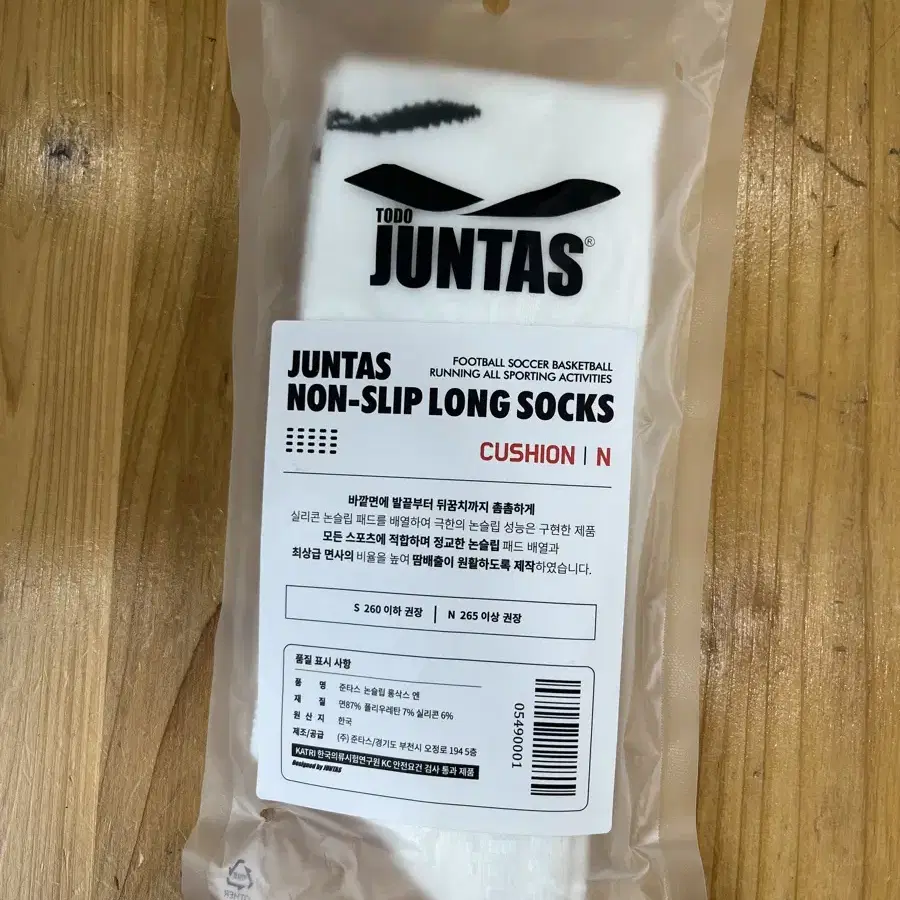 TODO
JUNTAS®
JUNTAS
FOOTBALL SOCCER BASKETBALL
RUNNING ALL SPORTING ACTIVITIES
NON-SLIP LONG SOCKS
CUSHION | N
바깥면에 발끝부터 뒤꿈치까지 촘촘하게
실리콘 논슬립 패드를 배열하여 극한의 논슬립 성능은 구현한 제품
모든 스포츠에 적합하며 정교한 논슬립 패드 배열과
최상급 면사의 비율을 높여 땀배출이 원활하도록 제작하였습니다.
S 260 이하 권장 | N 265 이상 권장
품질 표시 사항
품 명 준타스 논슬립 롱삭스 엔
재 질 면87% 폴리우레탄 7% 실리콘 6%
원 산 지 한국
제조/공급 (주) 준타스/경기도 부천시 오정로 194 5층
KATRI 한국의류시험연구원 KC 안전요건 검사 통과 제품
Designed by JUNTAS
05490001
OTHER